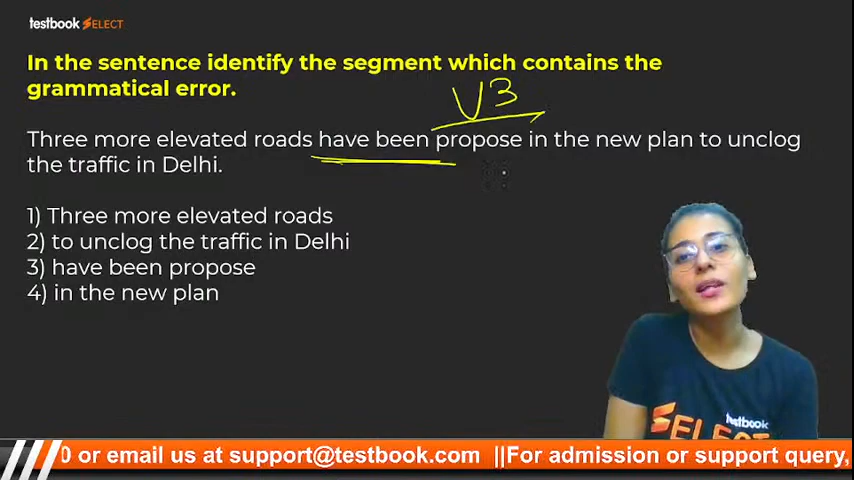 testbook SELECT
In the sentence identify the segment which contains the
grammatical error.
V3
Three more elevated roads have been propose in the new plan to unclog
the traffic in Delhi.
1) Three more elevated roads
2) to unclog the traffic in Delhi
3) have been propose
4) in the new plan
testbook
SELECT
0 or email us at support@testbook.com ||For admission or support query,